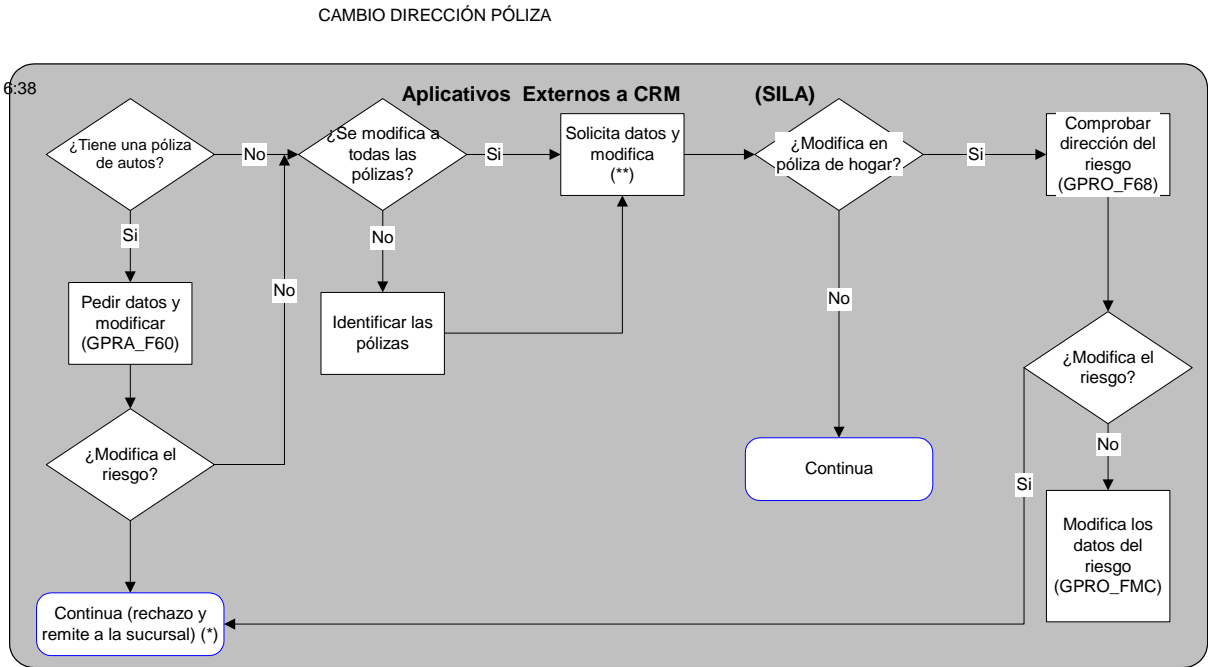 CAMBIO DIRECCIÓN PÓLIZA
6:38
Aplicativos Externos a CRM (SILA)
¿Tiene una póliza
de autos?
No
¿Se modifica a
todas las
pólizas?
Si
Solicita datos y
modifica
(**)
¿Modifica en
póliza de hogar?
Si
Comprobar
dirección del
riesgo
(GPRO_F68)
Si
No
No
No
Pedir datos y
modificar
(GPRA_F60)
Identificar las
pólizas
¿Modifica el
riesgo?
¿Modifica el
riesgo?
Continua
No
Si
Modifica los
datos del
riesgo
(GPRO_FMC)
Continua (rechazo y
remite a la sucursal) (*)